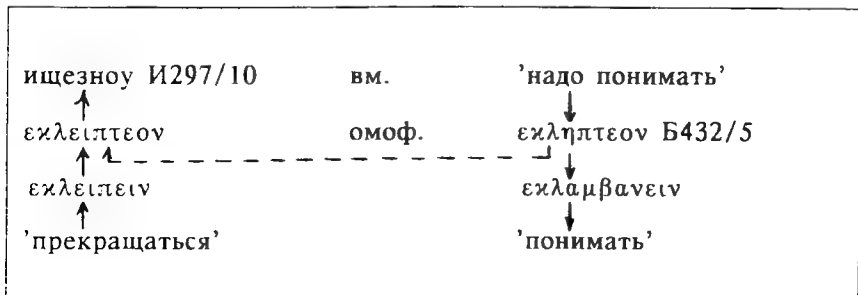 ищезноу И297/10 вм. 'надо понимать'
εκλειπτεον омоф. εκληπτεον Б432/5
εκλειπειν εκλαμβανειν
'прекращаться' 'понимать'